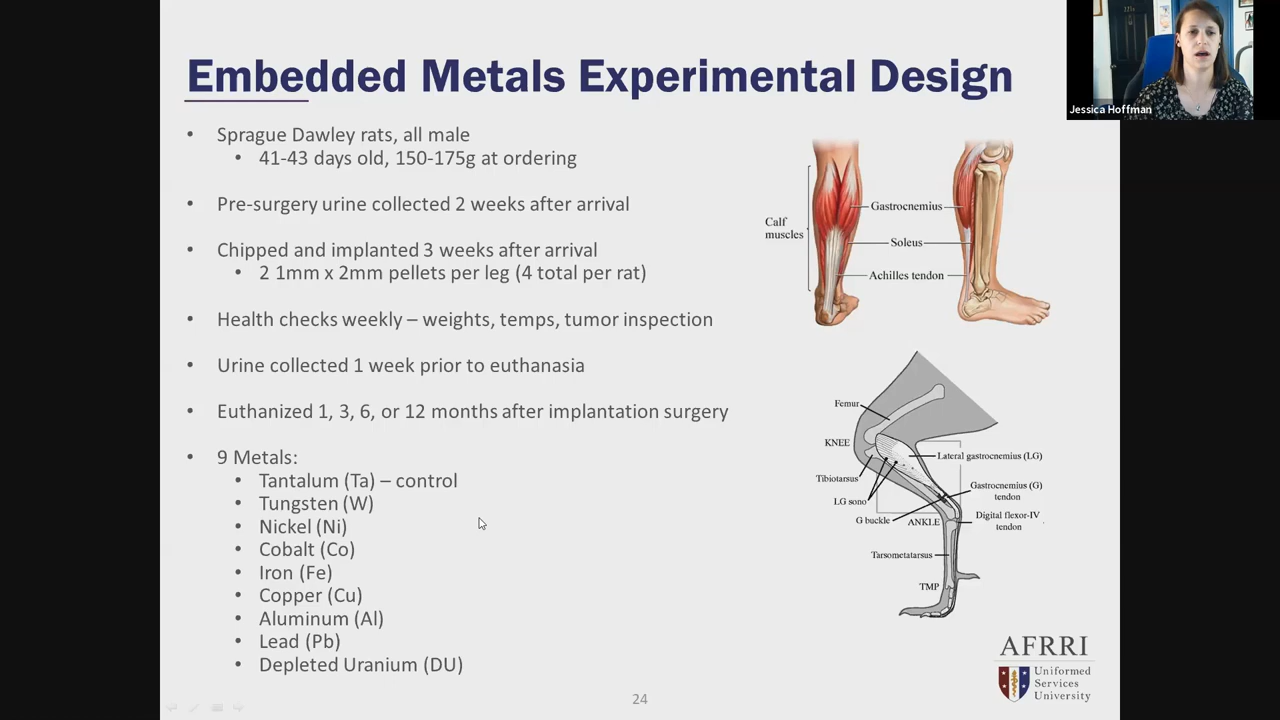 Embedded Metals Experimental Design
• Sprague Dawley rats, all male
• 41-43 days old, 150-175g at ordering
• Pre-surgery urine collected 2 weeks after arrival
• Chipped and implanted 3 weeks after arrival
• 2 1mm x 2mm pellets per leg (4 total per rat)
• Health checks weekly – weights, temps, tumor inspection
• Urine collected 1 week prior to euthanasia
• Euthanized 1, 3, 6, or 12 months after implantation surgery
• 9 Metals:
• Tantalum (Ta) – control
• Tungsten (W)
• Nickel (Ni)
• Cobalt (Co)
• Iron (Fe)
• Copper (Cu)
• Aluminum (Al)
• Lead (Pb)
• Depleted Uranium (DU)
Calf
muscles
Gastrocnemius
Soleus
Achilles tendon
Femur
KNEE
Lateral gastrocnemius (LG)
Tibiotarsus
LG sono
Gastrocnemius (G)
tendon
G buckle
ANKLE
Digital flexor-IV
tendon
Tarsometatarsus
TMP
AFRRI
Uniformed
Services
University
24
Jessica Hoffman